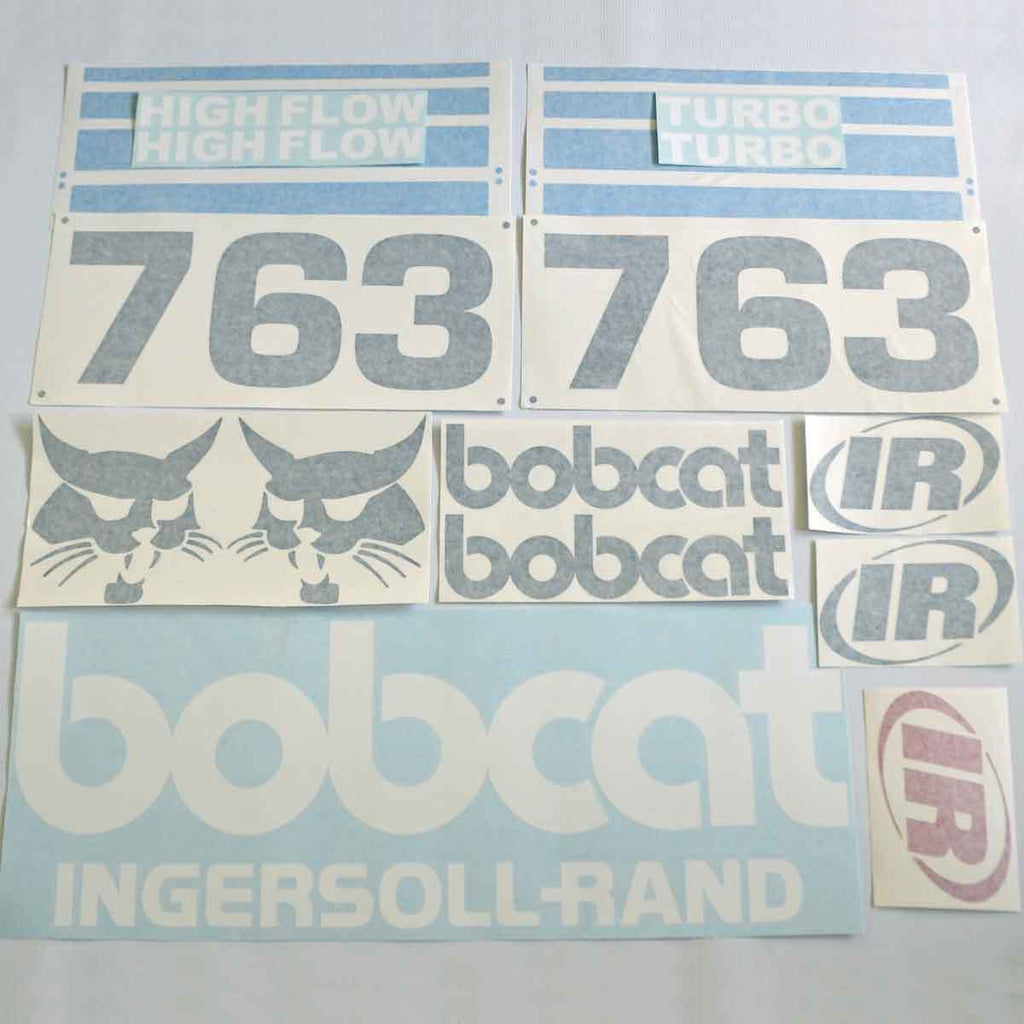 HIGH FLOW
HIGH FLOW
TURBO
TURBO
763
763
bobcat
bobcat
IR
IR
bobcat
INGERSOLL-RAND
IR